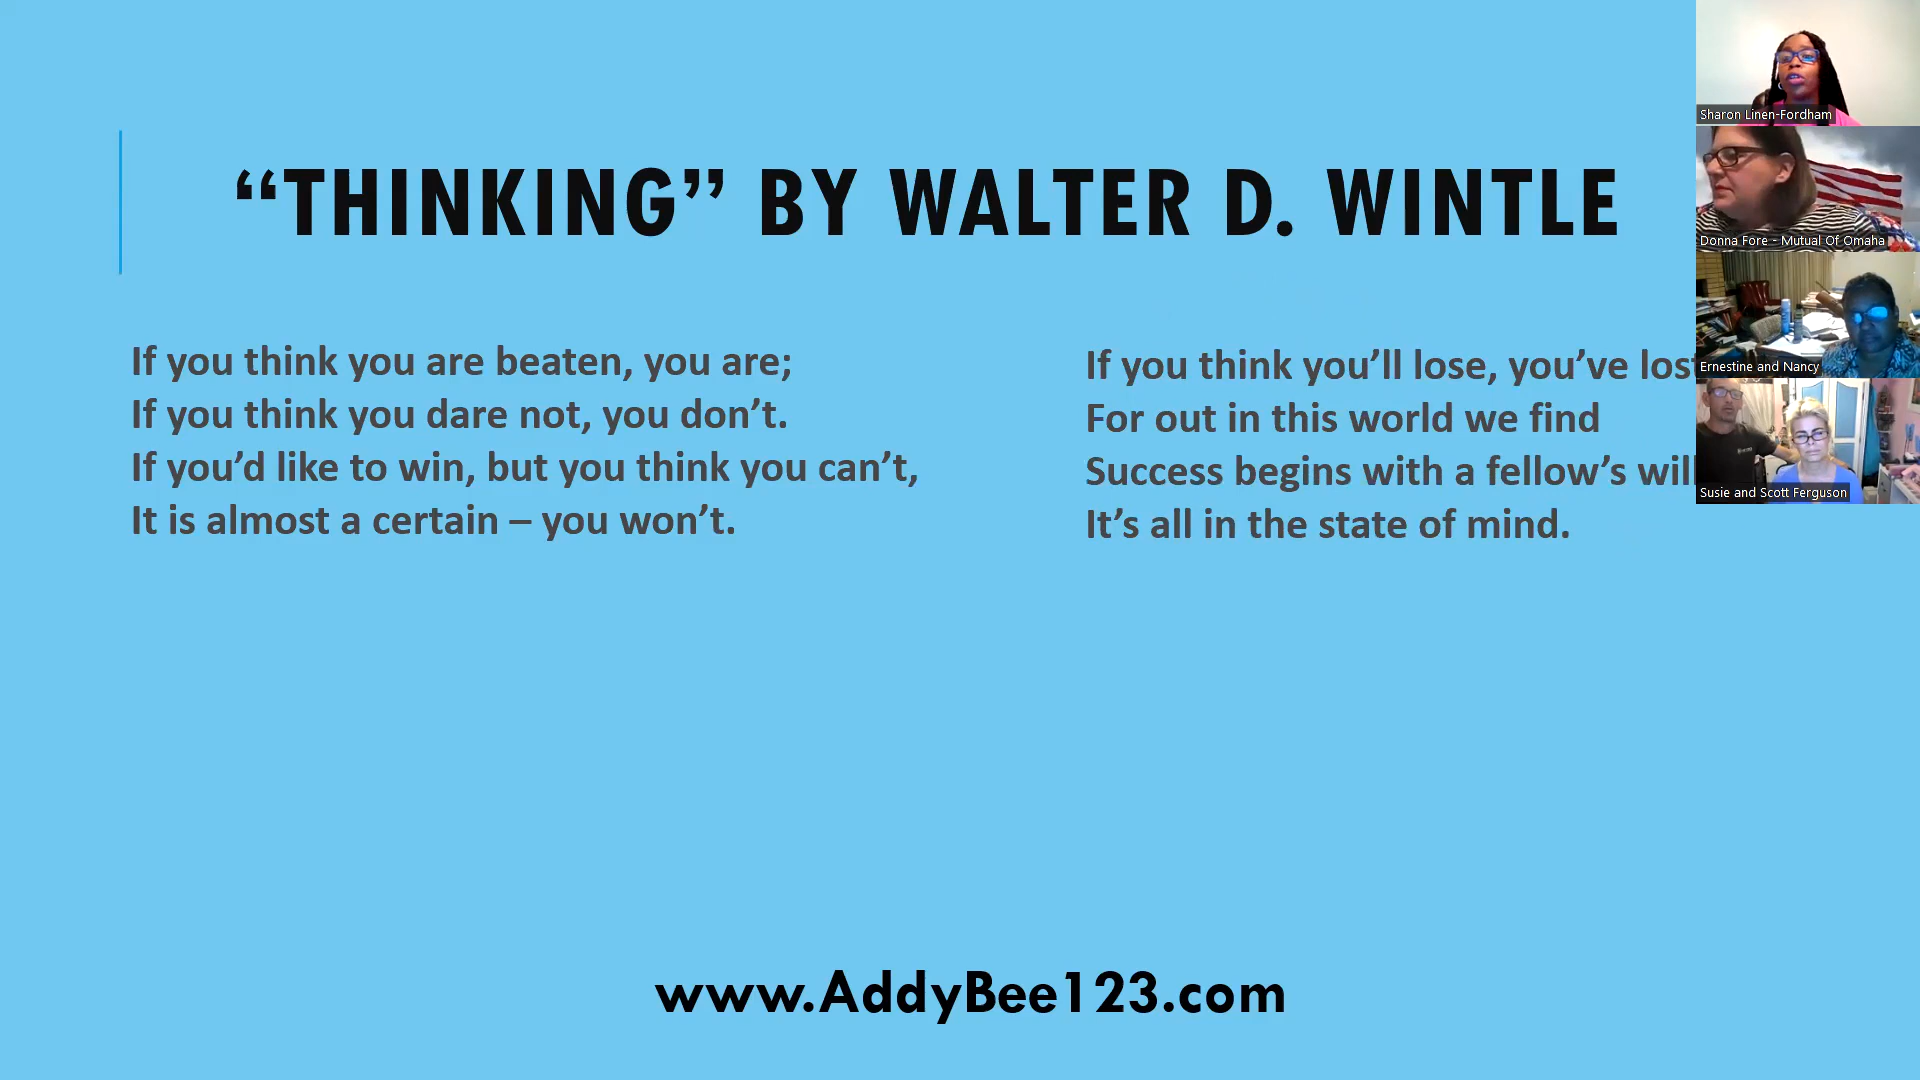 “THINKING” BY WALTER D. WINTLE
If you think you are beaten, you are;
If you think you dare not, you don’t.
If you’d like to win, but you think you can’t,
It is almost a certain – you won’t.
If you think you’ll lose, you’ve lost
For out in this world we find
Success begins with a fellow’s will
It’s all in the state of mind.
www.AddyBee123.com
Sharon Linen-Fordham
Donna Fore - Mutual Of Omaha
Ernestine and Nancy
Susie and Scott Ferguson